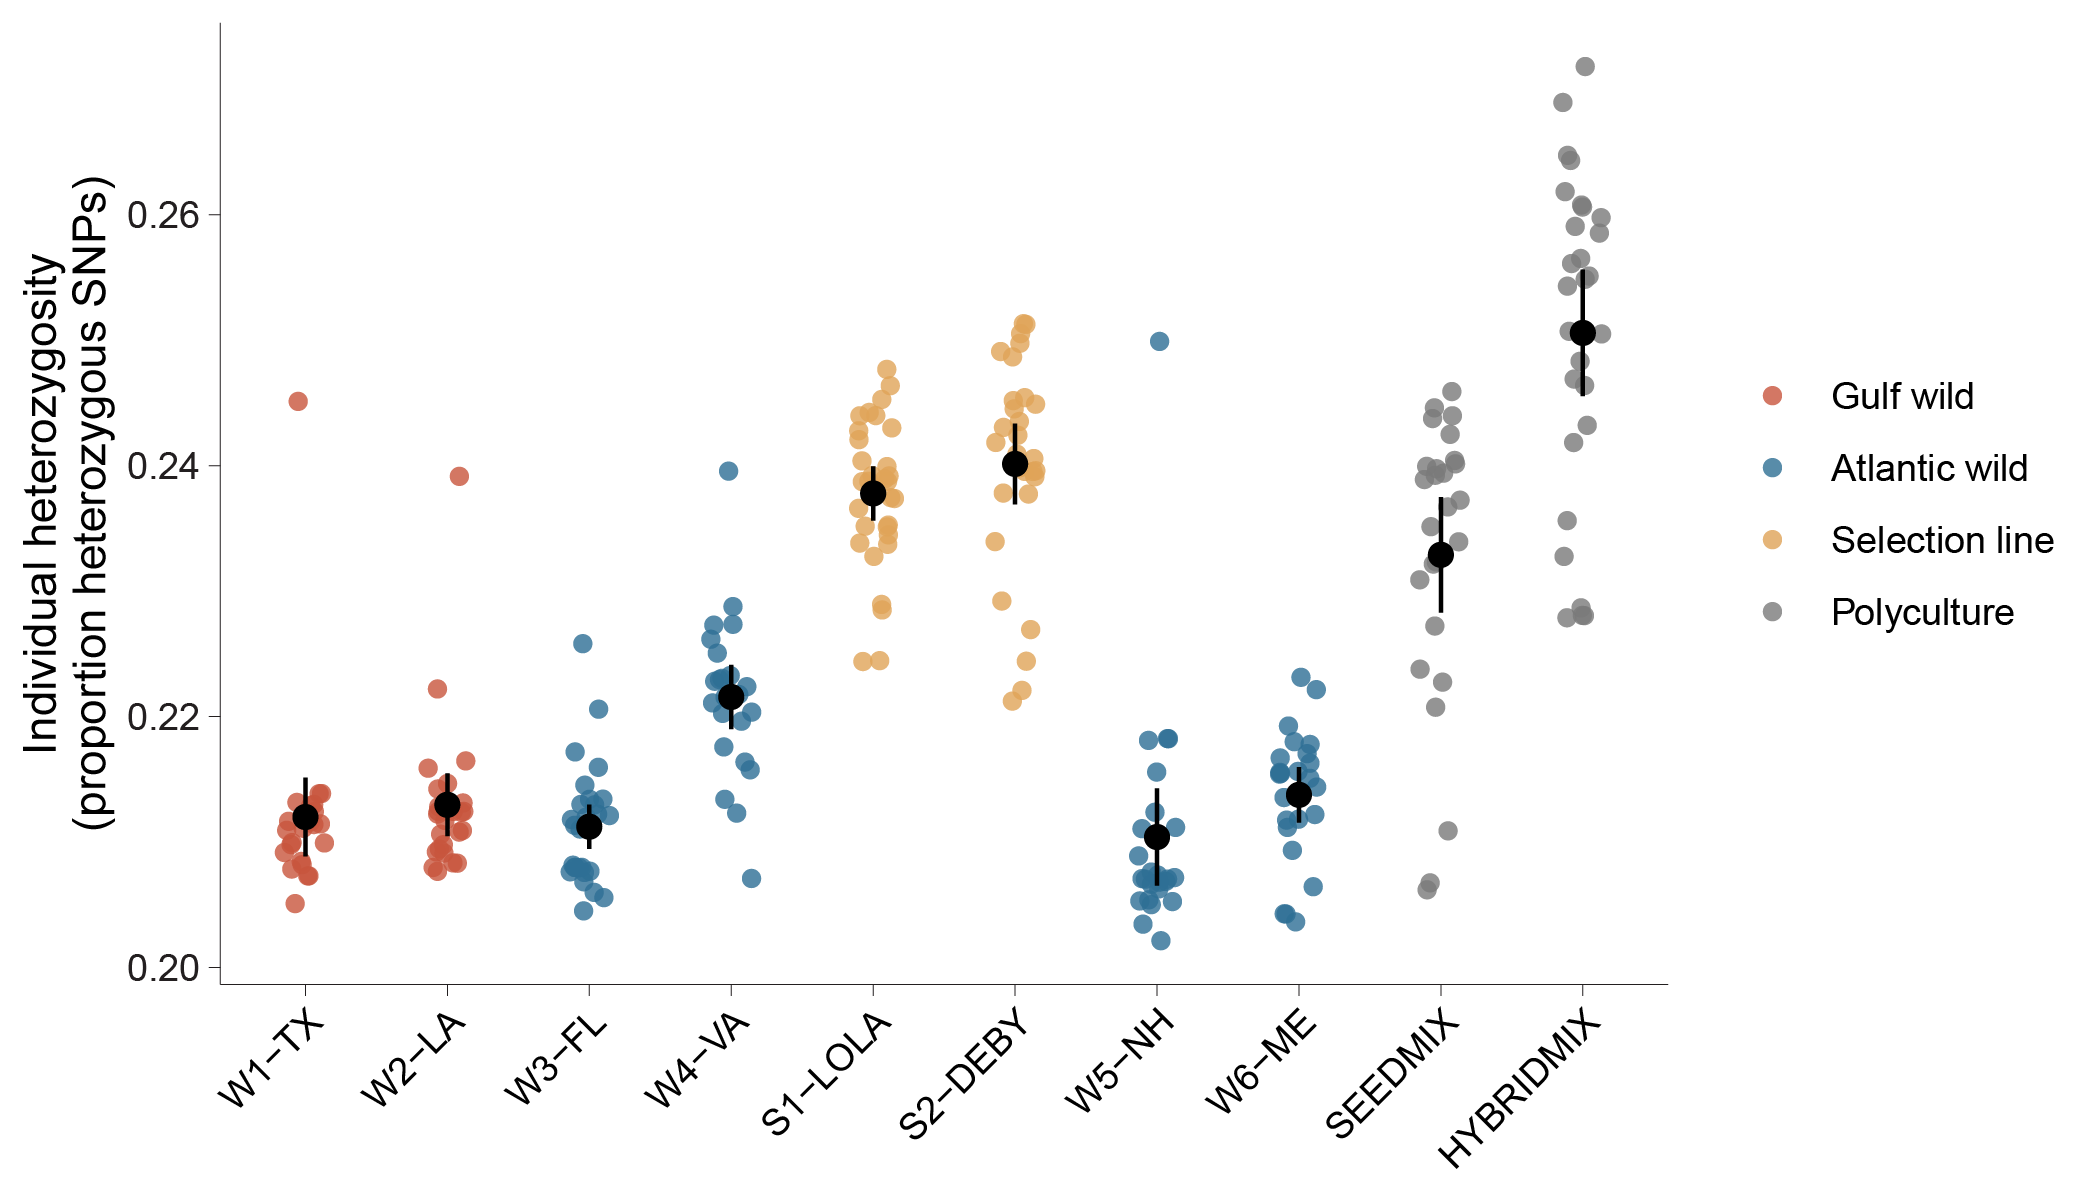 Individual heterozygosity
(proportion heterozygous SNPs)
0.26
0.24
0.22
0.20
W1−TX
W2−LA
W3−FL
W4−VA
S1−LOLA
S2−DEBY
W5−NH
W6−ME
SEEDMIX
HYBRIDMIX
Gulf wild
Atlantic wild
Selection line
Polyculture